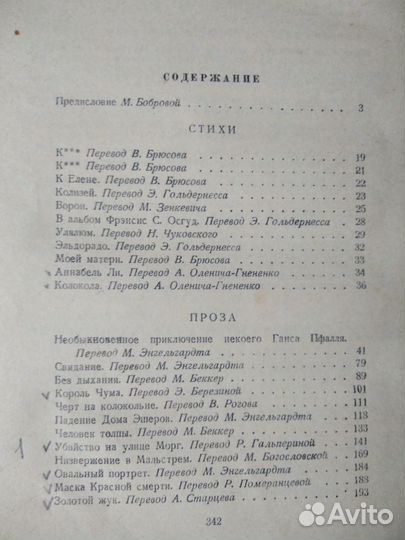 СОДЕРЖАНИЕ
Предисловие М. Бобровой . . . . . . . . . . 3
СТИХИ
К*** Перевод В. Брюсова . . . . . . . . . . 19
К*** Перевод В. Брюсова . . . . . . . . . . 21
К Елене. Перевод В. Брюсова . . . . . . . . . . 22
Колизей. Перевод Э. Гольдернесса . . . . . . . . . . 23
Ворон. Перевод М. Зенкевича . . . . . . . . . . 25
В альбом Фрэнсис С. Осгуд. Перевод Э. Гольдернесса . 28
Улялюм. Перевод Н. Чуковского . . . . . . . . . . 29
Эльдорадо. Перевод Э. Гольдернесса . . . . . . . . . . 32
Моей матери. Перевод В. Брюсова . . . . . . . . . . 33
Аннабель Ли. Перевод А. Оленича-Гнененко . . . . . 34
Колокола. Перевод А. Оленича-Гнененко . . . . . . 36
ПРОЗА
Необыкновенное приключение некоего Ганса Пфалля.
Перевод М. Энгельгардта . . . . . . . . . . 41
Свидание. Перевод М. Энгельгардта . . . . . . . . 79
Без дыхания. Перевод М. Беккер . . . . . . . . 89
Король Чума. Перевод Э. Березиной . . . . . . . . 101
Черт на колокольне. Перевод В. Рогова . . . . . . 111
Падение Дома Эшеров. Перевод М. Энгельгардта . . . 118
Человек толпы. Перевод М. Беккер . . . . . . . . 133
1 Убийство на улице Морг. Перевод Р. Гальпериной . . 141
Низвержение в Мальстрем. Перевод М. Богословской . 169
Овальный портрет. Перевод М. Энгельгардта . . . . 184
Маска Красной смерти. Перевод Р. Померанцевой . . 188
Золотой жук. Перевод А. Старцева . . . . . . . . 193
342
Avito